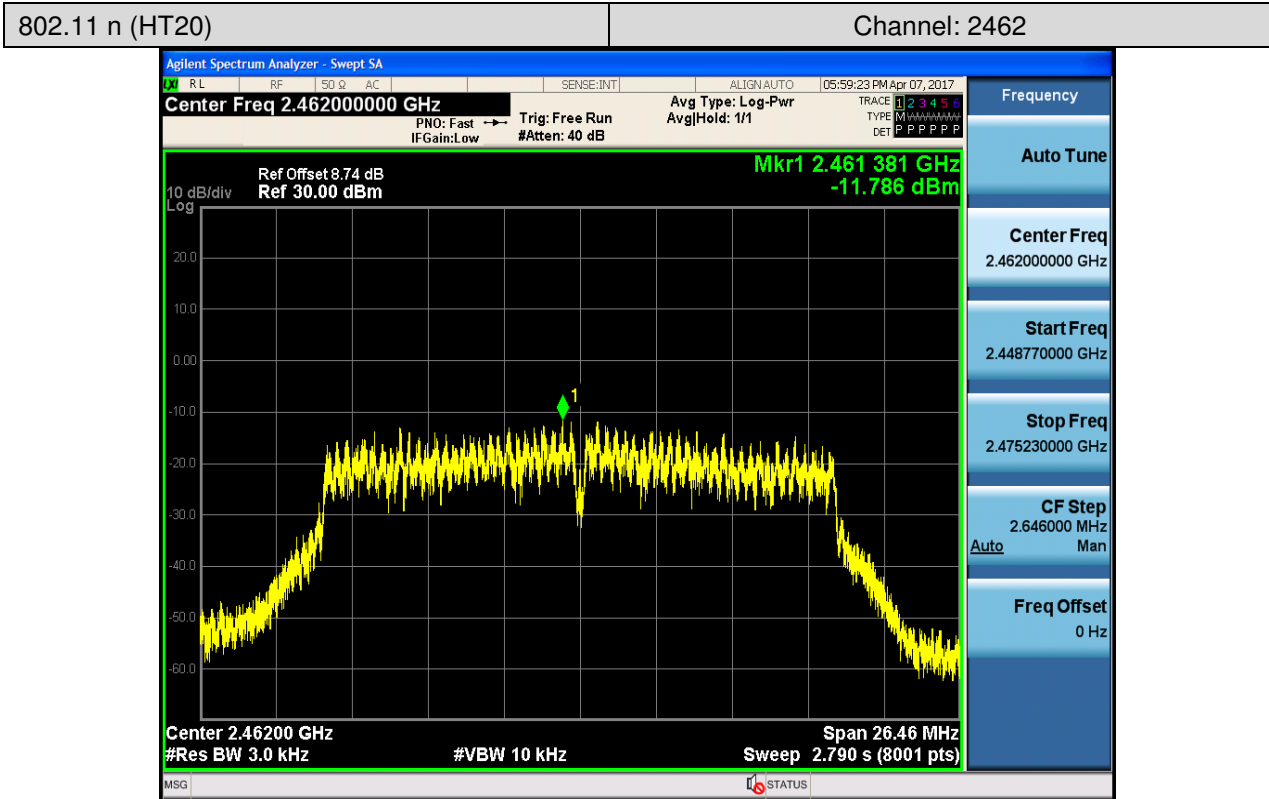 802.11 n (HT20) Channel: 2462
Agilent Spectrum Analyzer - Swept SA
LXI RL RF 50 Ω AC SENSE:INT ALIGN AUTO 05:59:23 PM Apr 07, 2017
Center Freq 2.462000000 GHz
PNO: Fast
IFGain:Low
Trig: Free Run
#Atten: 40 dB
Avg Type: Log-Pwr
Avg|Hold: 1/1
TRACE 1 2 3 4 5 6
TYPE M WWWWW
DET P P P P P P
Mkr1 2.461 381 GHz
-11.786 dBm
Ref Offset 8.74 dB
10 dB/div Ref 30.00 dBm
Log
20.0
10.0
0.00
-10.0
-20.0
-30.0
-40.0
-50.0
-60.0
1
Center 2.46200 GHz Span 26.46 MHz
#Res BW 3.0 kHz #VBW 10 kHz Sweep 2.790 s (8001 pts)
MSG STATUS
Frequency
Auto Tune
Center Freq
2.462000000 GHz
Start Freq
2.448770000 GHz
Stop Freq
2.475230000 GHz
CF Step
2.646000 MHz
Auto Man
Freq Offset
0 Hz